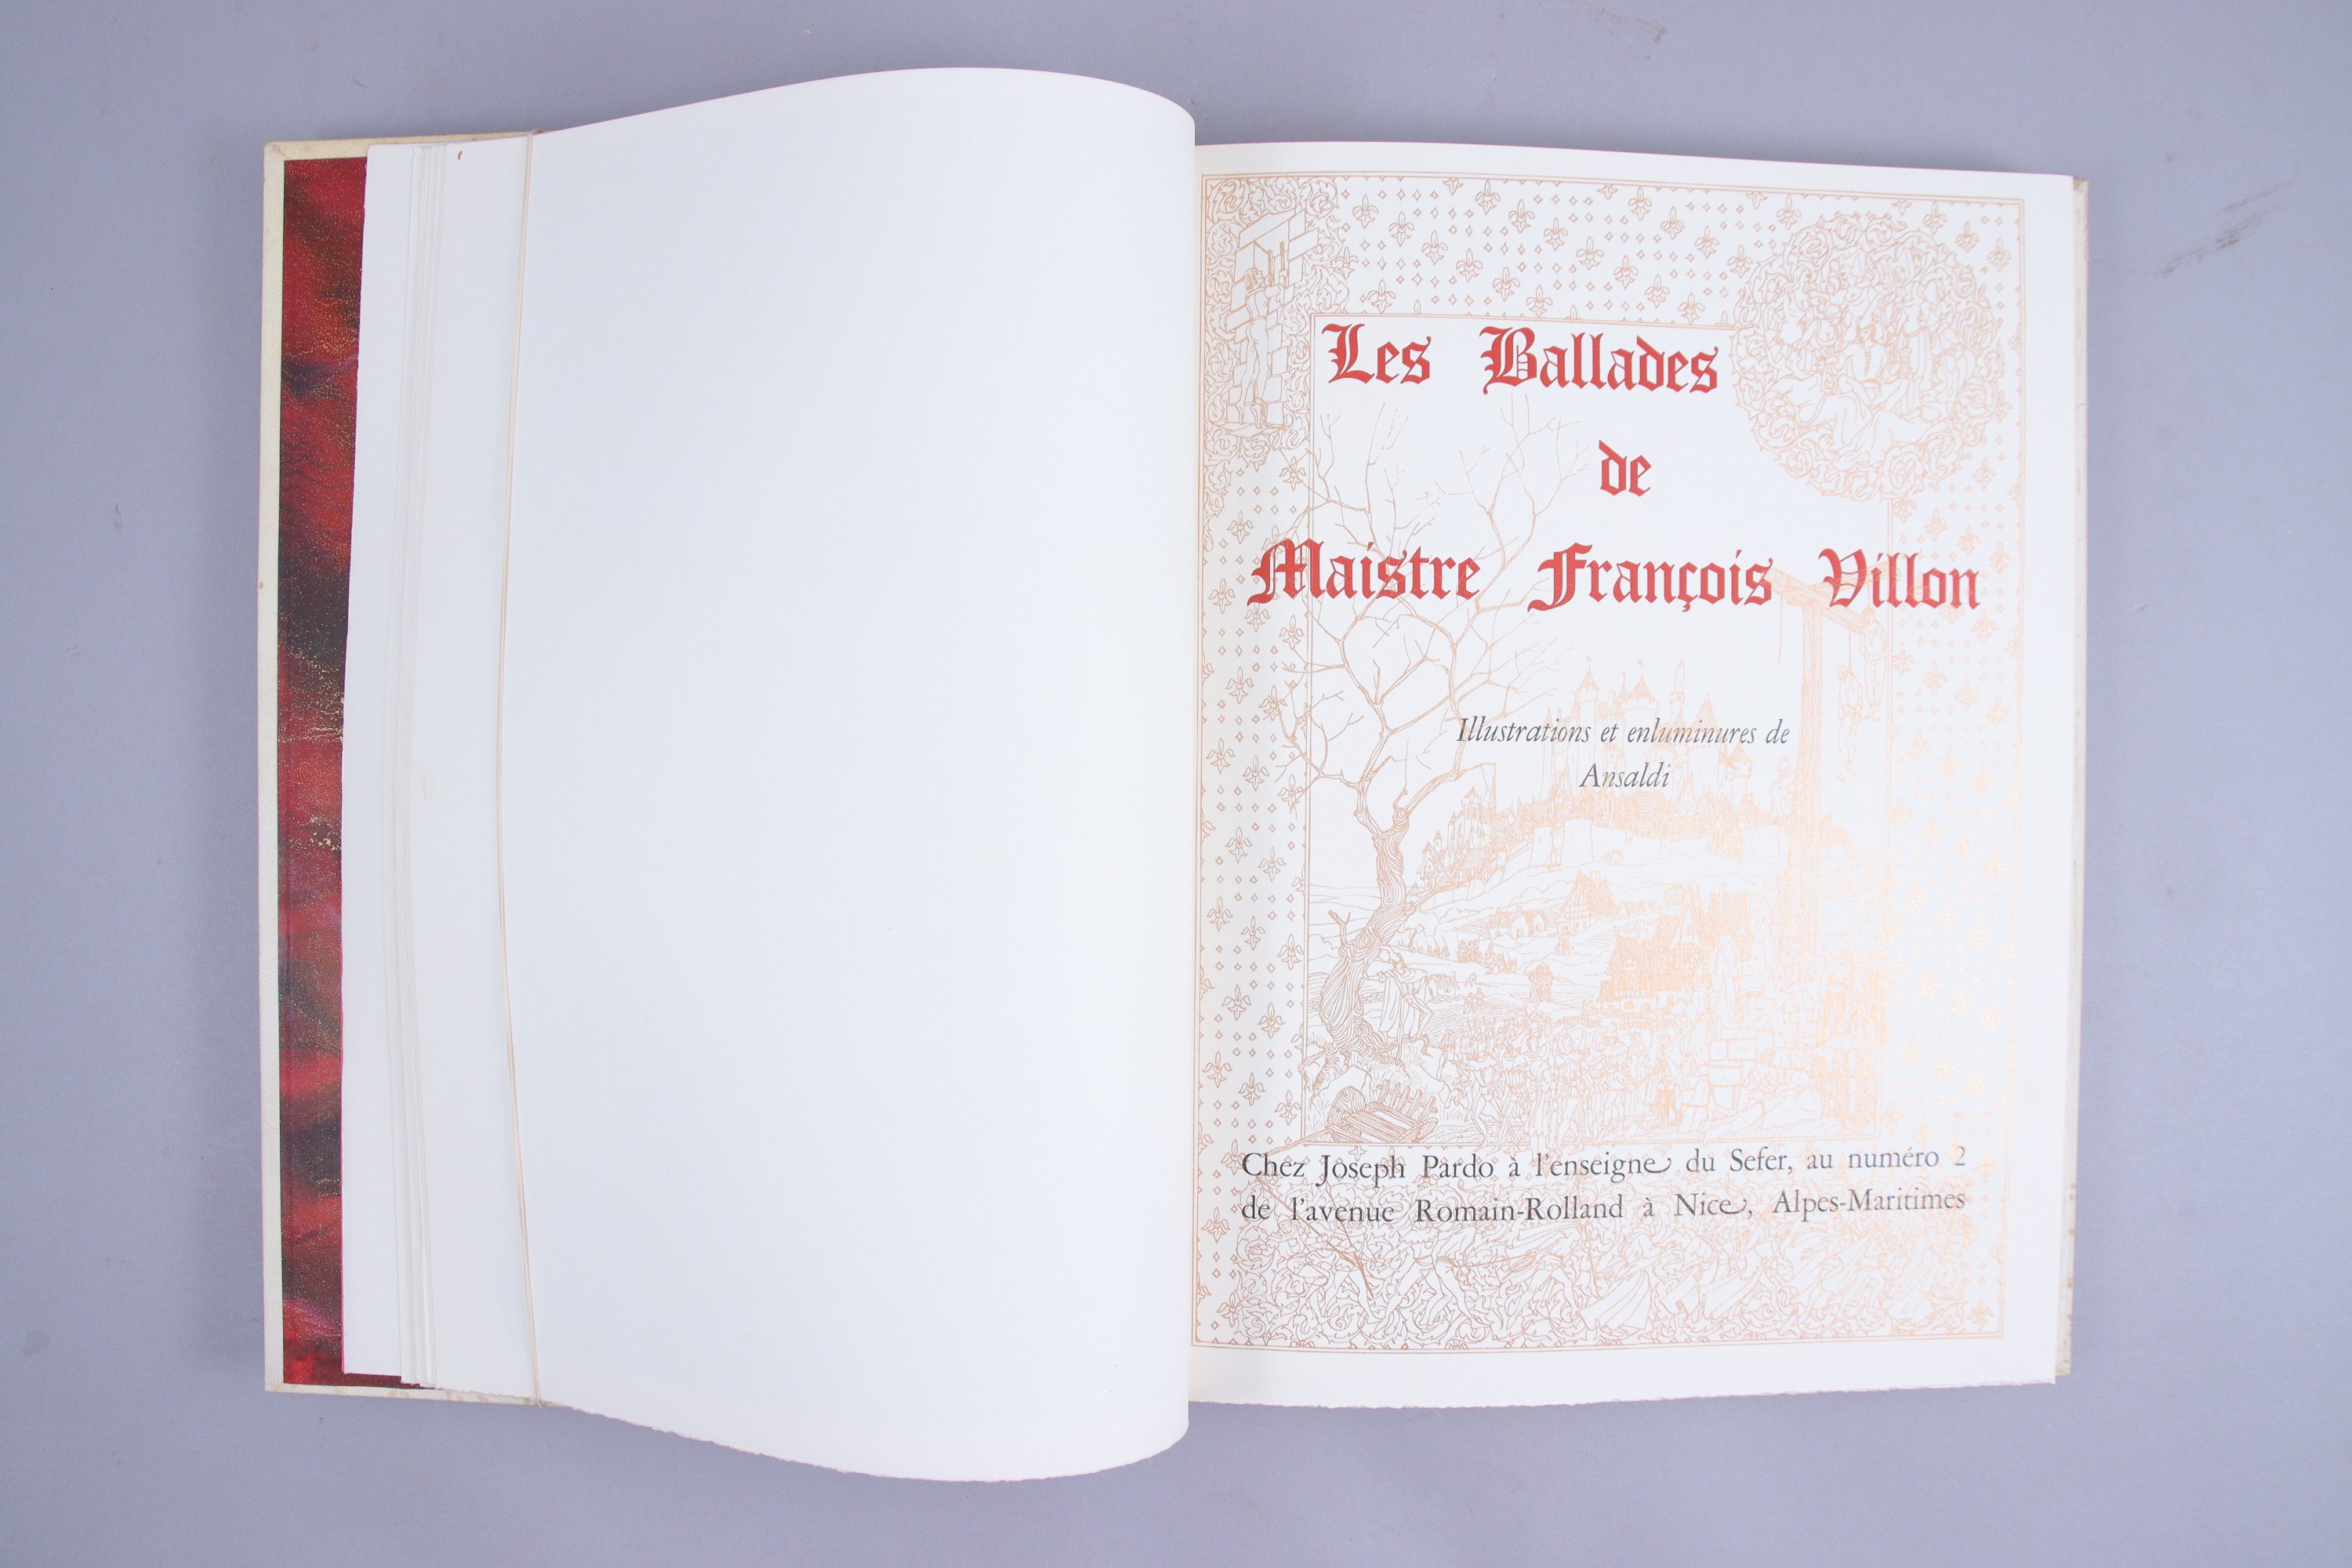 Les Ballades
de
Maistre François Villon
Illustrations et enluminures de
Ansaldi
Chez Joseph Pardo à l'enseigne du Sefer, au numéro 2
de l'avenue Romain-Rolland à Nice, Alpes-Maritimes